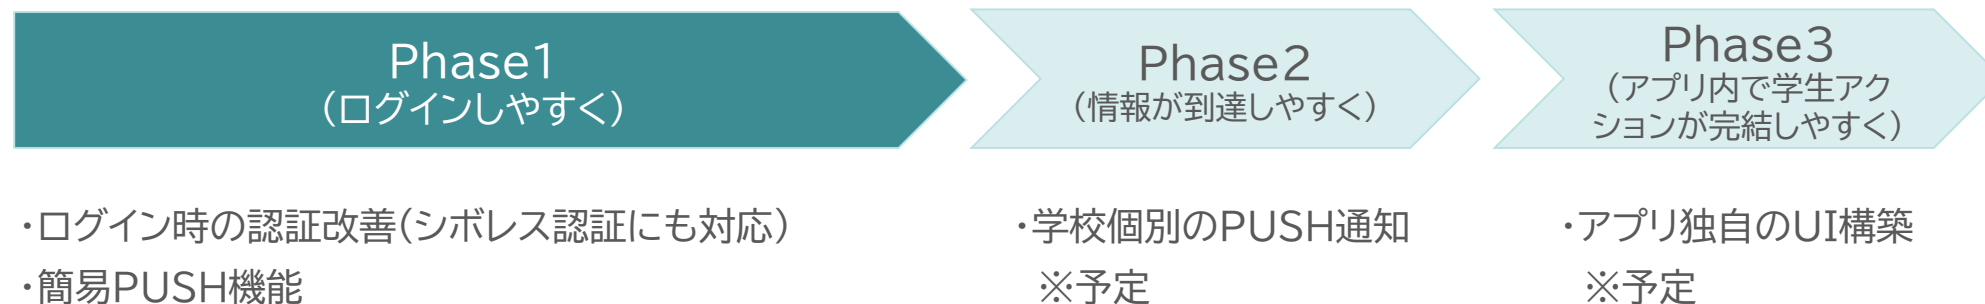 Phase1
(ログインしやすく)
Phase2
(情報が到達しやすく)
Phase3
(アプリ内で学生アク
ションが完結しやすく)
・ログイン時の認証改善(シボレス認証にも対応)
・簡易PUSH機能
・学校個別のPUSH通知
※予定
・アプリ独自のUI構築
※予定